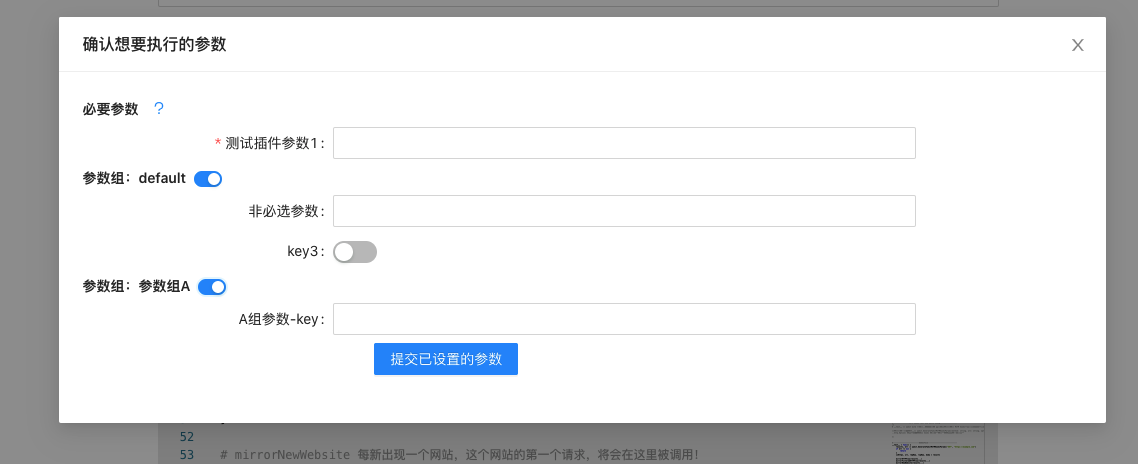 确认想要执行的参数
必要参数 ?
* 测试插件参数1:
参数组：default
非必选参数:
key3:
参数组：参数组A
A组参数-key:
提交已设置的参数
52
53 # mirrorNewWebsite 每新出现一个网站，这个网站的第一个请求，将会在这里被调用！